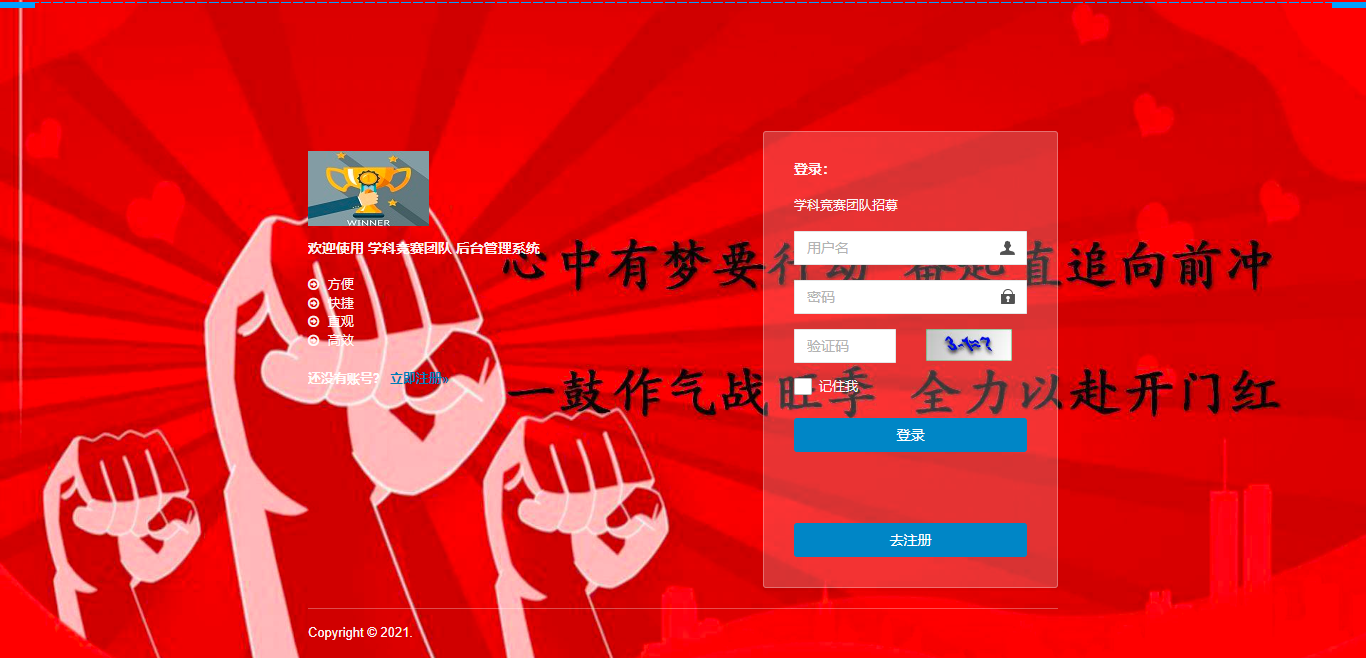 WINNER
欢迎使用 学科竞赛团队 后台管理系统
方便
快捷
直观
高效
还没有账号? 立即注册»
心中有梦要行动 奋起直追向前冲
一鼓作气战旺季 全力以赴开门红
登录:
学科竞赛团队招募
用户名
密码
验证码
记住我
登录
去注册
Copyright © 2021.